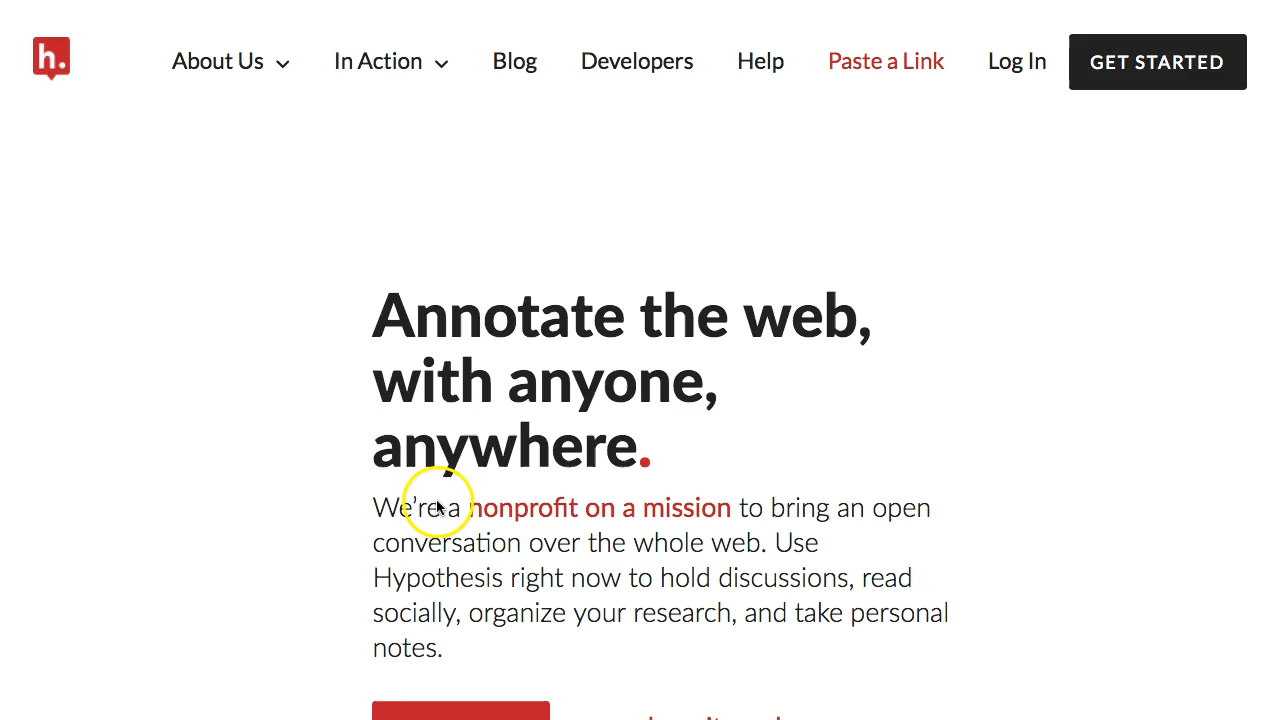 h.
About Us
In Action
Blog
Developers
Help
Paste a Link
Log In
GET STARTED
Annotate the web,
with anyone,
anywhere.
We're a nonprofit on a mission to bring an open
conversation over the whole web. Use
Hypothesis right now to hold discussions, read
socially, organize your research, and take personal
notes.